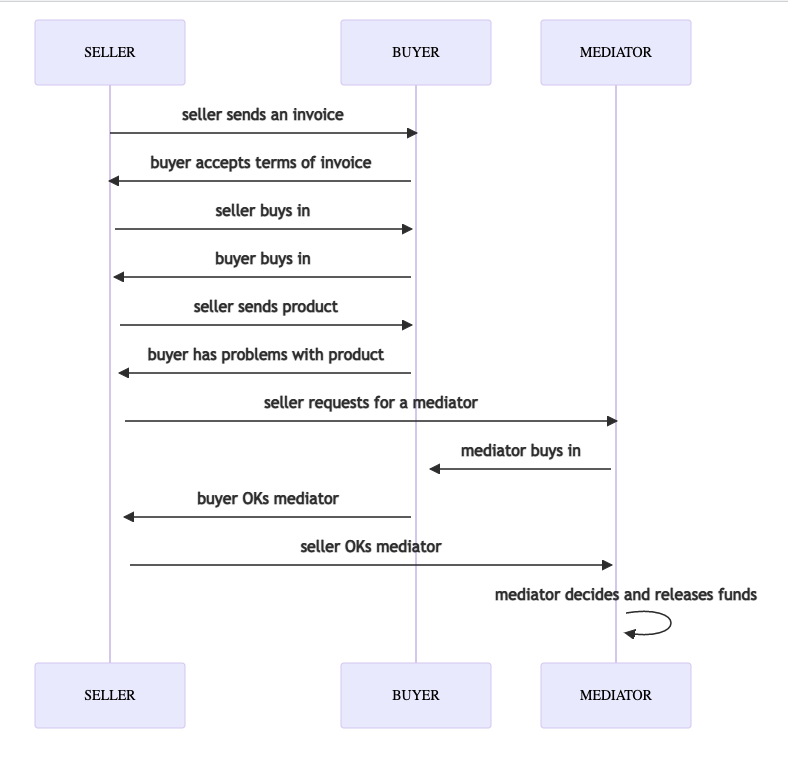 SELLER
BUYER
MEDIATOR
seller sends an invoice
buyer accepts terms of invoice
seller buys in
buyer buys in
seller sends product
buyer has problems with product
seller requests for a mediator
mediator buys in
buyer OKs mediator
seller OKs mediator
mediator decides and releases funds
SELLER
BUYER
MEDIATOR